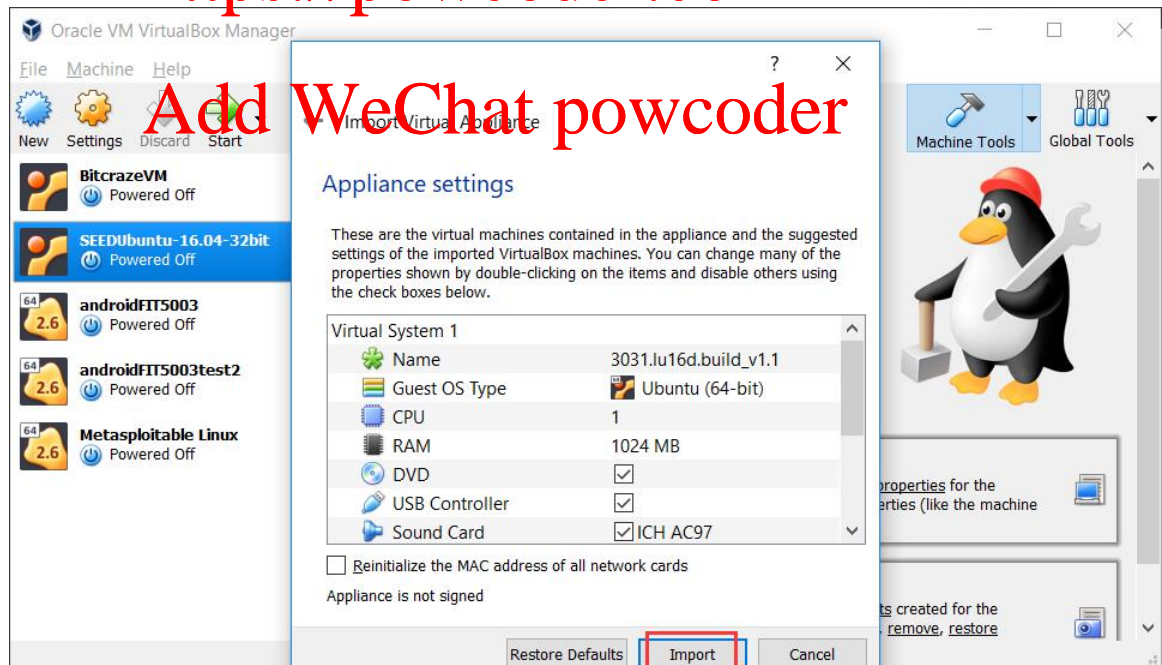 Oracle VM VirtualBox Manager
File Machine Help
? ×
Add WeChat powcoder
Import Virtual Appliance
New Settings Discard Start
Machine Tools Global Tools
BitcrazeVM
Powered Off
SEEDUbuntu-16.04-32bit
Powered Off
64
2.6
androidFIT5003
Powered Off
64
2.6
androidFIT5003test2
Powered Off
64
2.6
Metasploitable Linux
Powered Off
Appliance settings
These are the virtual machines contained in the appliance and the suggested
settings of the imported VirtualBox machines. You can change many of the
properties shown by double-clicking on the items and disable others using
the check boxes below.
Virtual System 1
Name 3031.lu16d.build_v1.1
Guest OS Type Ubuntu (64-bit)
CPU 1
RAM 1024 MB
DVD
USB Controller
Sound Card ICH AC97
Reinitialize the MAC address of all network cards
Appliance is not signed
Restore Defaults Import Cancel
properties for the
erties (like the machine
ts created for the
remove, restore